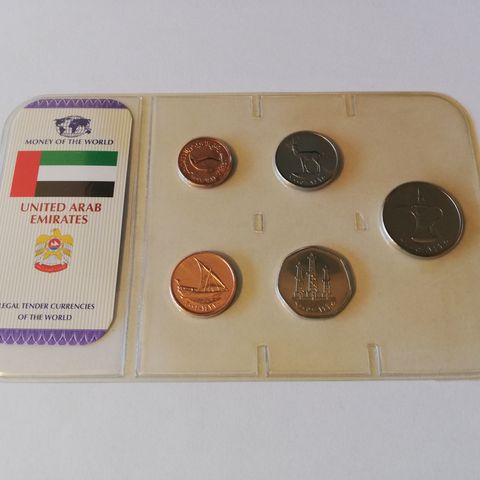 MONEY OF THE WORLD
UNITED ARAB
EMIRATES
LEGAL TENDER CURRENCIES
OF THE WORLD